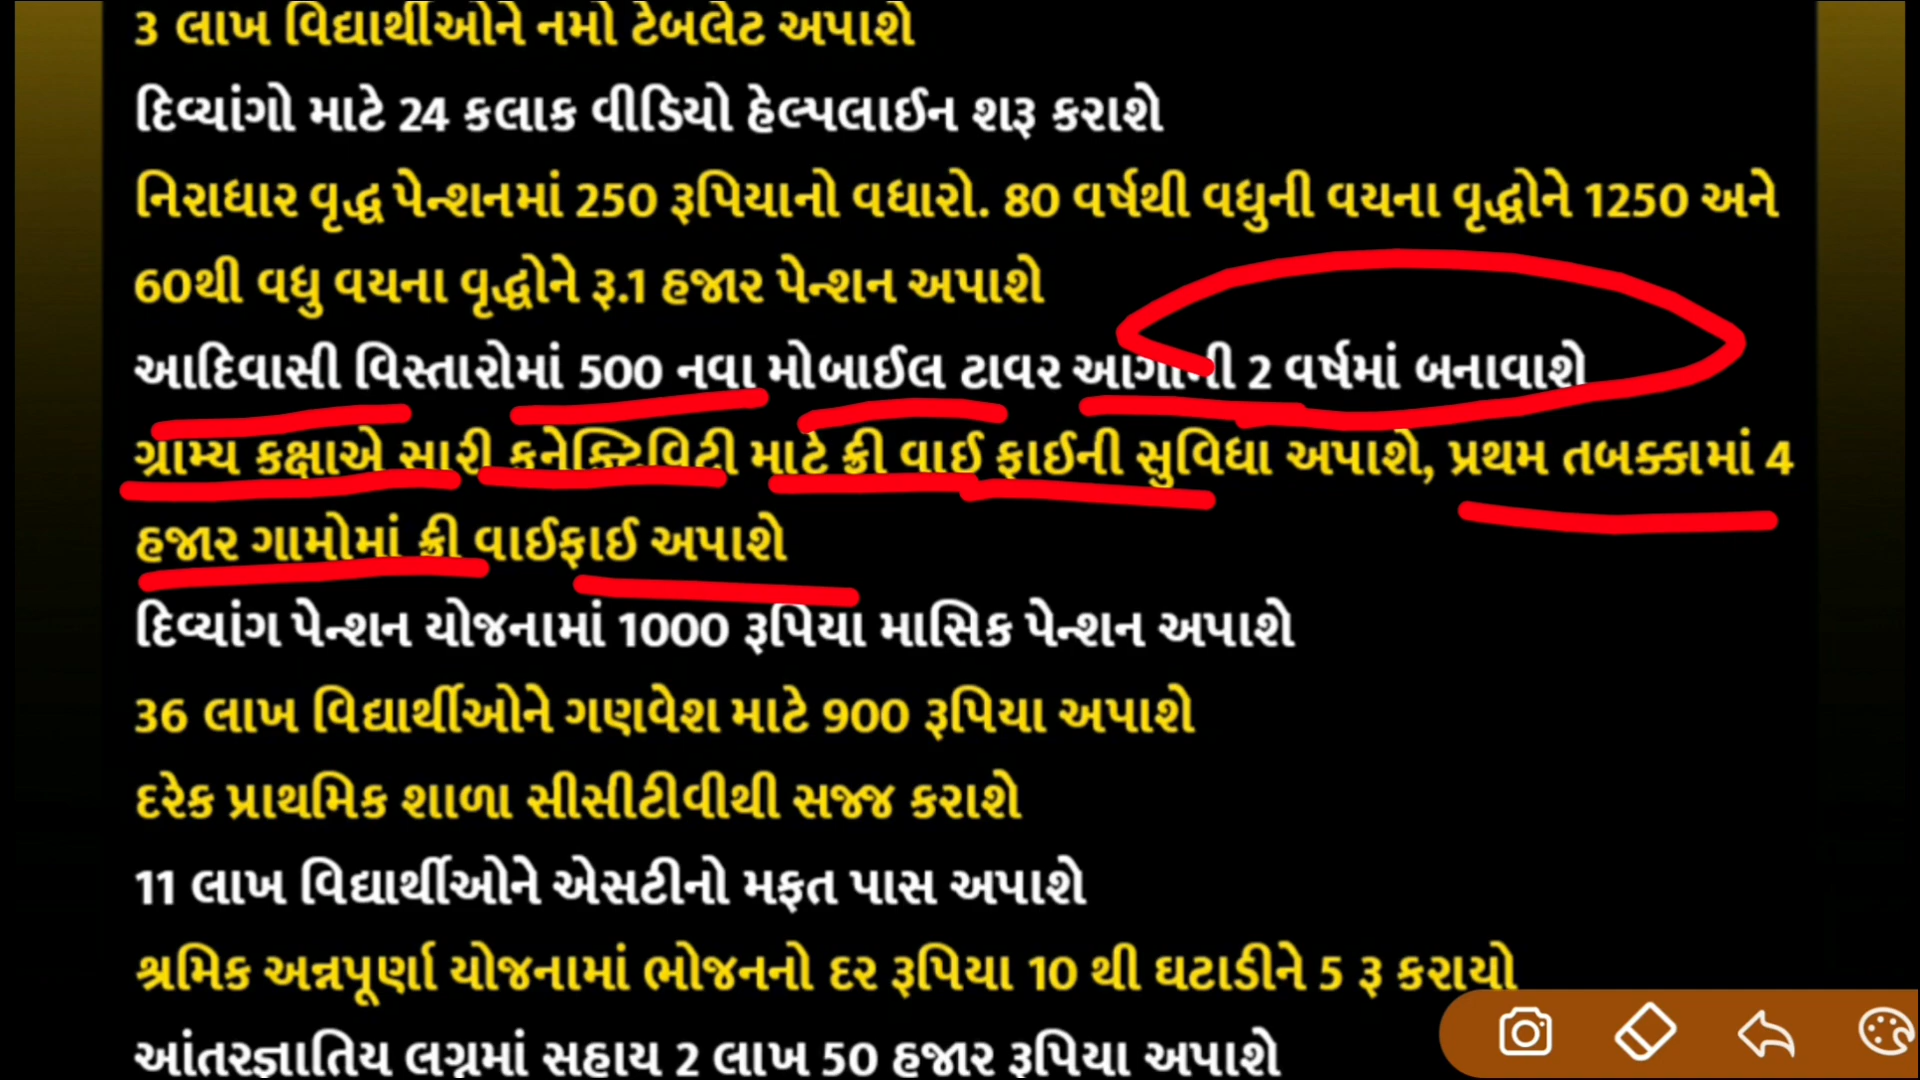 3 લાખ વિદ્યાર્થીઓને નમો ટેબલેટ અપાશે
દિવ્યાંગો માટે 24 કલાક વીડિયો હેલ્પલાઈન શરૂ કરાશે
નિરાધાર વૃદ્ધ પેન્શનમાં 250 રૂપિયાનો વધારો. 80 વર્ષથી વધુની વયના વૃદ્ધોને 1250 અને
60થી વધુ વયના વૃદ્ધોને રૂ.1 હજાર પેન્શન અપાશે
આદિવાસી વિસ્તારોમાં 500 નવા મોબાઈલ ટાવર આગામી 2 વર્ષમાં બનાવાશે
ગ્રામ્ય કક્ષાએ સારી કનેક્ટિવિટી માટે ફ્રી વાઈ ફાઈની સુવિધા અપાશે, પ્રથમ તબક્કામાં 4
હજાર ગામોમાં ફ્રી વાઈફાઈ અપાશે
દિવ્યાંગ પેન્શન યોજનામાં 1000 રૂપિયા માસિક પેન્શન અપાશે
36 લાખ વિદ્યાર્થીઓને ગણવેશ માટે 900 રૂપિયા અપાશે
દરેક પ્રાથમિક શાળા સીસીટીવીથી સજ્જ કરાશે
11 લાખ વિદ્યાર્થીઓને એસટીનો મફત પાસ અપાશે
શ્રમિક અન્નપૂર્ણા યોજનામાં ભોજનનો દર રૂપિયા 10 થી ઘટાડીને 5 રૂ કરાયો
આંતરજ્ઞાતિય લગ્નમાં સહાય 2 લાખ 50 હજાર રૂપિયા અપાશે